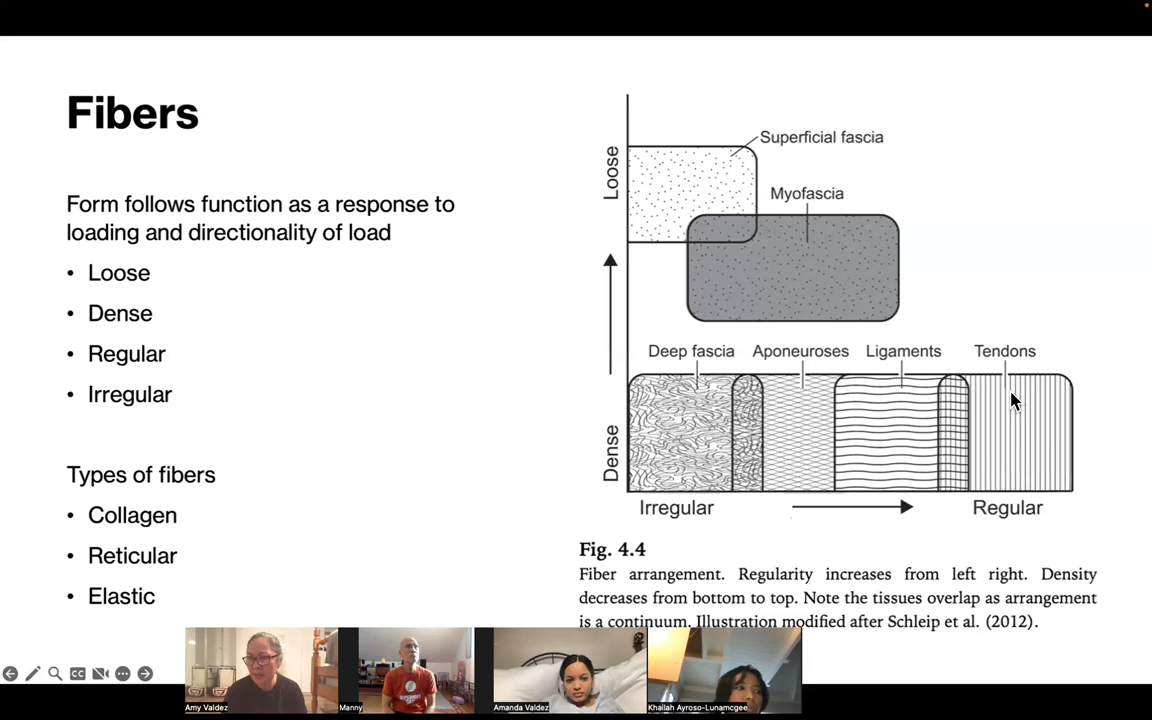 Fibers
Form follows function as a response to
loading and directionality of load
• Loose
• Dense
• Regular
• Irregular
Types of fibers
• Collagen
• Reticular
• Elastic
Superficial fascia
Loose
Myofascia
Deep fascia
Aponeuroses
Ligaments
Tendons
Dense
Irregular
Regular
Fig. 4.4
Fiber arrangement. Regularity increases from left right. Density
decreases from bottom to top. Note the tissues overlap as arrangement
is a continuum. Illustration modified after Schleip et al. (2012).
CC
Amy Valdez
Manny
Amanda Valdez
Khailah Ayroso-Lunamcgee